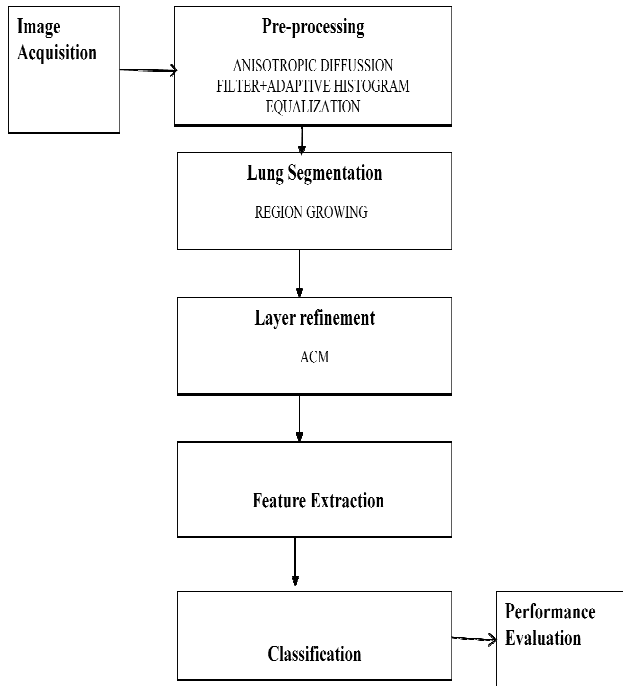 Image
Acquisition
Pre-processing
ANISOTROPIC DIFFUSSION
FILTER+ADAPTIVE HISTOGRAM
EQUALIZATION
Lung Segmentation
REGION GROWING
Layer refinement
ACM
Feature Extraction
Classification
Performance
Evaluation